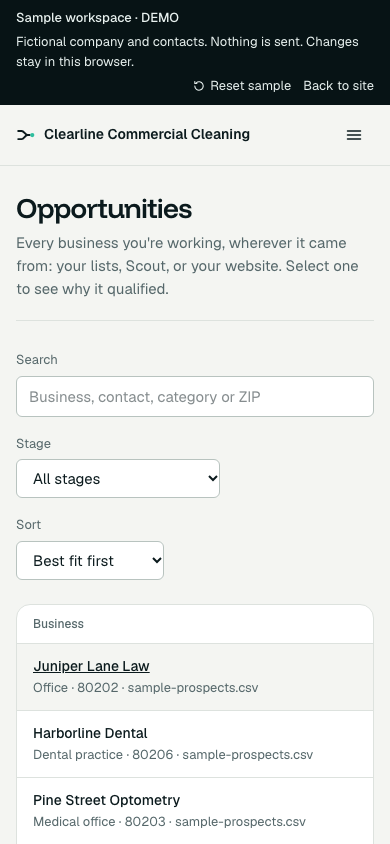 Sample workspace · DEMO
Fictional company and contacts. Nothing is sent. Changes
stay in this browser.
Reset sample Back to site
Clearline Commercial Cleaning
Opportunities
Every business you're working, wherever it came
from: your lists, Scout, or your website. Select one
to see why it qualified.
Search
Business, contact, category or ZIP
Stage
All stages
Sort
Best fit first
Business
Juniper Lane Law
Office · 80202 · sample-prospects.csv
Harborline Dental
Dental practice · 80206 · sample-prospects.csv
Pine Street Optometry
Medical office · 80203 · sample-prospects.csv